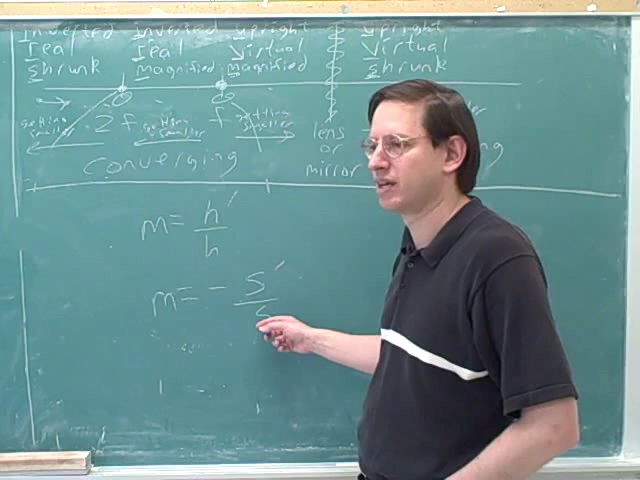 Inverted inverted upright upright
Real real Virtual Virtual
Shrunk magnified magnified Shrunk
getting smaller 2f getting smaller f getting smaller
converging
lens
or
mirror
m = h'/h
m = - s'/s